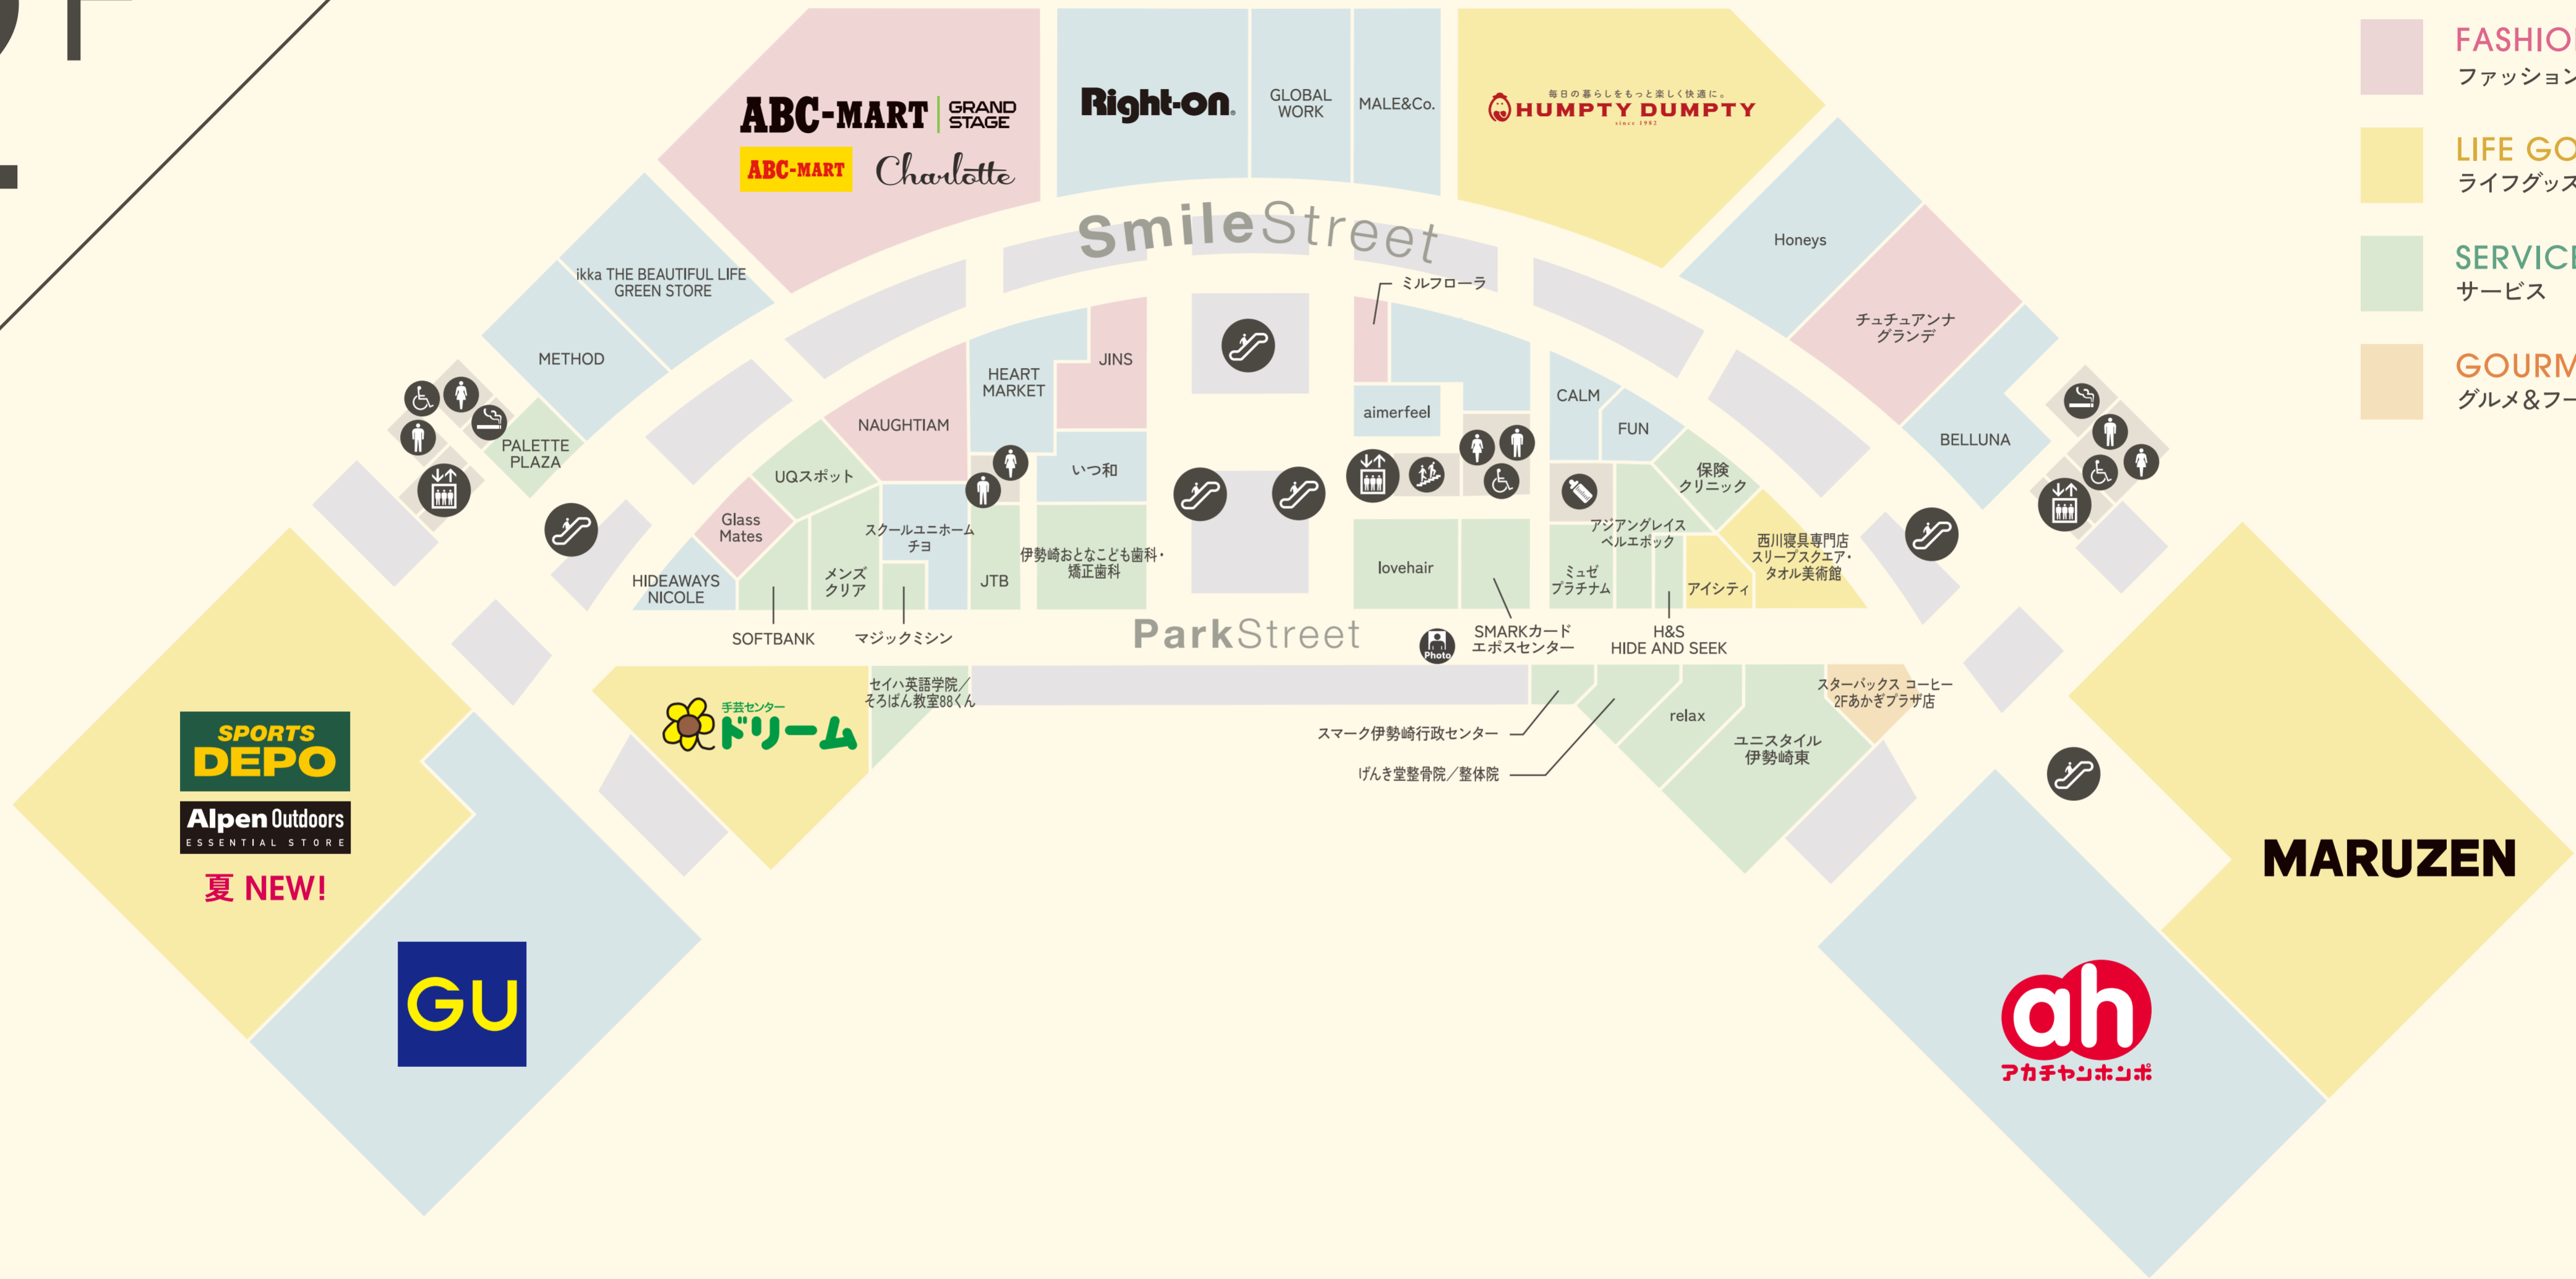 FASHIO
ファッション
LIFE GO
ライフグッズ
SERVICE
サービス
GOURM
グルメ&フー
ABC-MART
GRAND
STAGE
ABC-MART
Charlotte
Right-on
GLOBAL
WORK
MALE&Co.
毎日の暮らしをもっと楽しく快適に。
HUMPTY DUMPTY
since 1982
SmileStreet
ikka THE BEAUTIFUL LIFE
GREEN STORE
METHOD
PALETTE
PLAZA
Honeys
チュチュアンナ
グランデ
BELLUNA
ミルフローラ
HEART
MARKET
JINS
NAUGHTIAM
UQスポット
Glass
Mates
HIDEAWAYS
NICOLE
SOFTBANK
メンズ
クリア
スクールユニホーム
チヨ
マジックミシン
JTB
いつ和
伊勢崎おとなこども歯科・
矯正歯科
aimerfeel
CALM
FUN
保険
クリニック
アジアングレイス
ベルエポック
西川寝具専門店
スリープスクエア・
タオル美術館
lovehair
ミュゼ
プラチナム
アイシティ
SMARKカード
エポスセンター
H&S
HIDE AND SEEK
ParkStreet
Photo
手芸センター
ドリーム
セイハ英語学院／
そろばん教室88くん
スマーク伊勢崎行政センター
げんき堂整骨院／整体院
relax
ユニスタイル
伊勢崎東
スターバックス コーヒー
2Fあかぎプラザ店
SPORTS
DEPO
Alpen Outdoors
ESSENTIAL STORE
夏 NEW!
GU
MARUZEN
ah
アカチャンホンポ